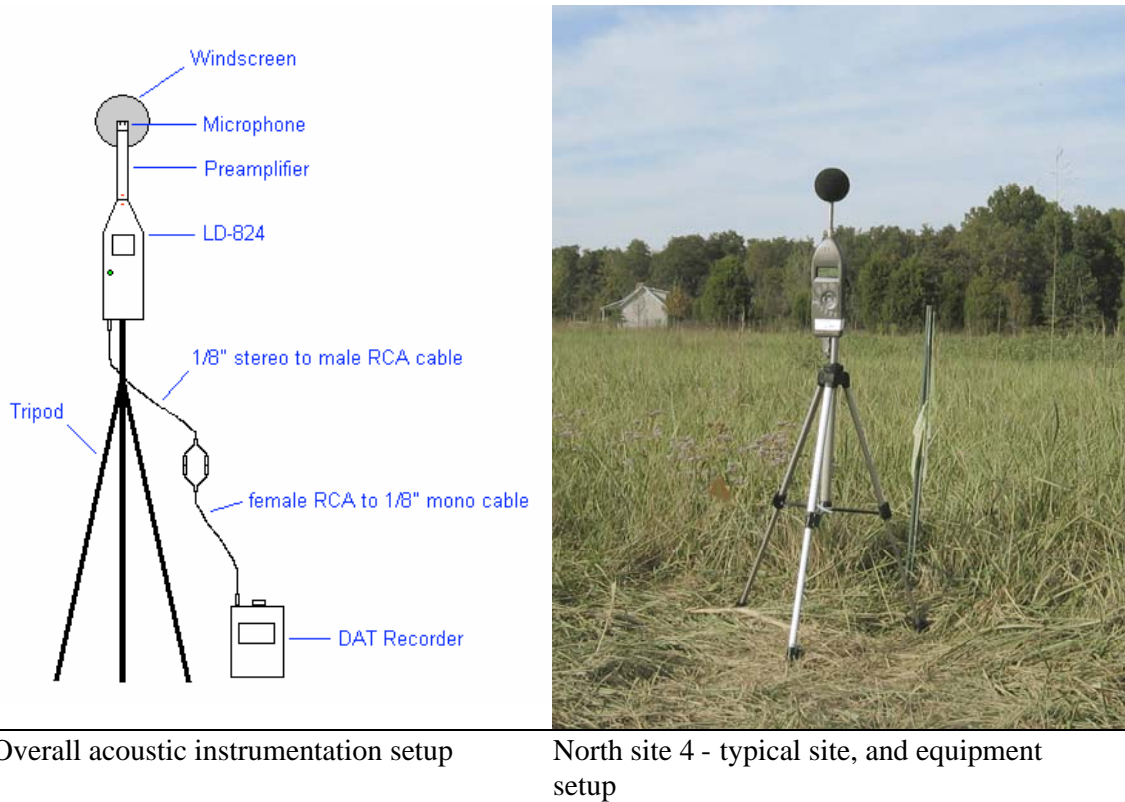 Windscreen
Microphone
Preamplifier
LD-824
1/8" stereo to male RCA cable
Tripod
female RCA to 1/8" mono cable
DAT Recorder
Overall acoustic instrumentation setup
North site 4 - typical site, and equipment
setup